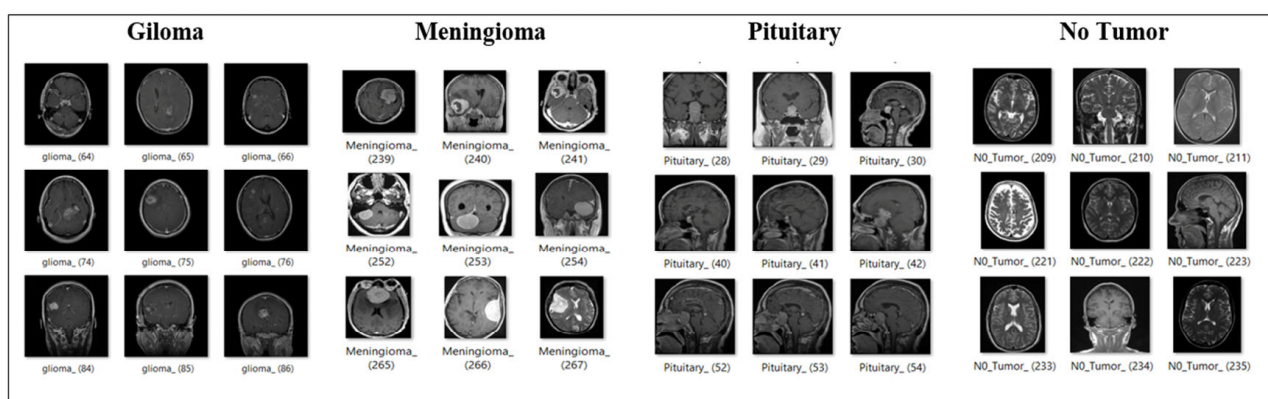 Giloma Meningioma Pituitary No Tumor
glioma_ (64) glioma_ (65) glioma_ (66)
Meningioma_ (239) Meningioma_ (240) Meningioma_ (241)
Pituitary_ (28) Pituitary_ (29) Pituitary_ (30)
N0_Tumor_ (209) N0_Tumor_ (210) N0_Tumor_ (211)
glioma_ (74) glioma_ (75) glioma_ (76)
Meningioma_ (252) Meningioma_ (253) Meningioma_ (254)
Pituitary_ (40) Pituitary_ (41) Pituitary_ (42)
N0_Tumor_ (221) N0_Tumor_ (222) N0_Tumor_ (223)
glioma_ (84) glioma_ (85) glioma_ (86)
Meningioma_ (265) Meningioma_ (266) Meningioma_ (267)
Pituitary_ (52) Pituitary_ (53) Pituitary_ (54)
N0_Tumor_ (233) N0_Tumor_ (234) N0_Tumor_ (235)